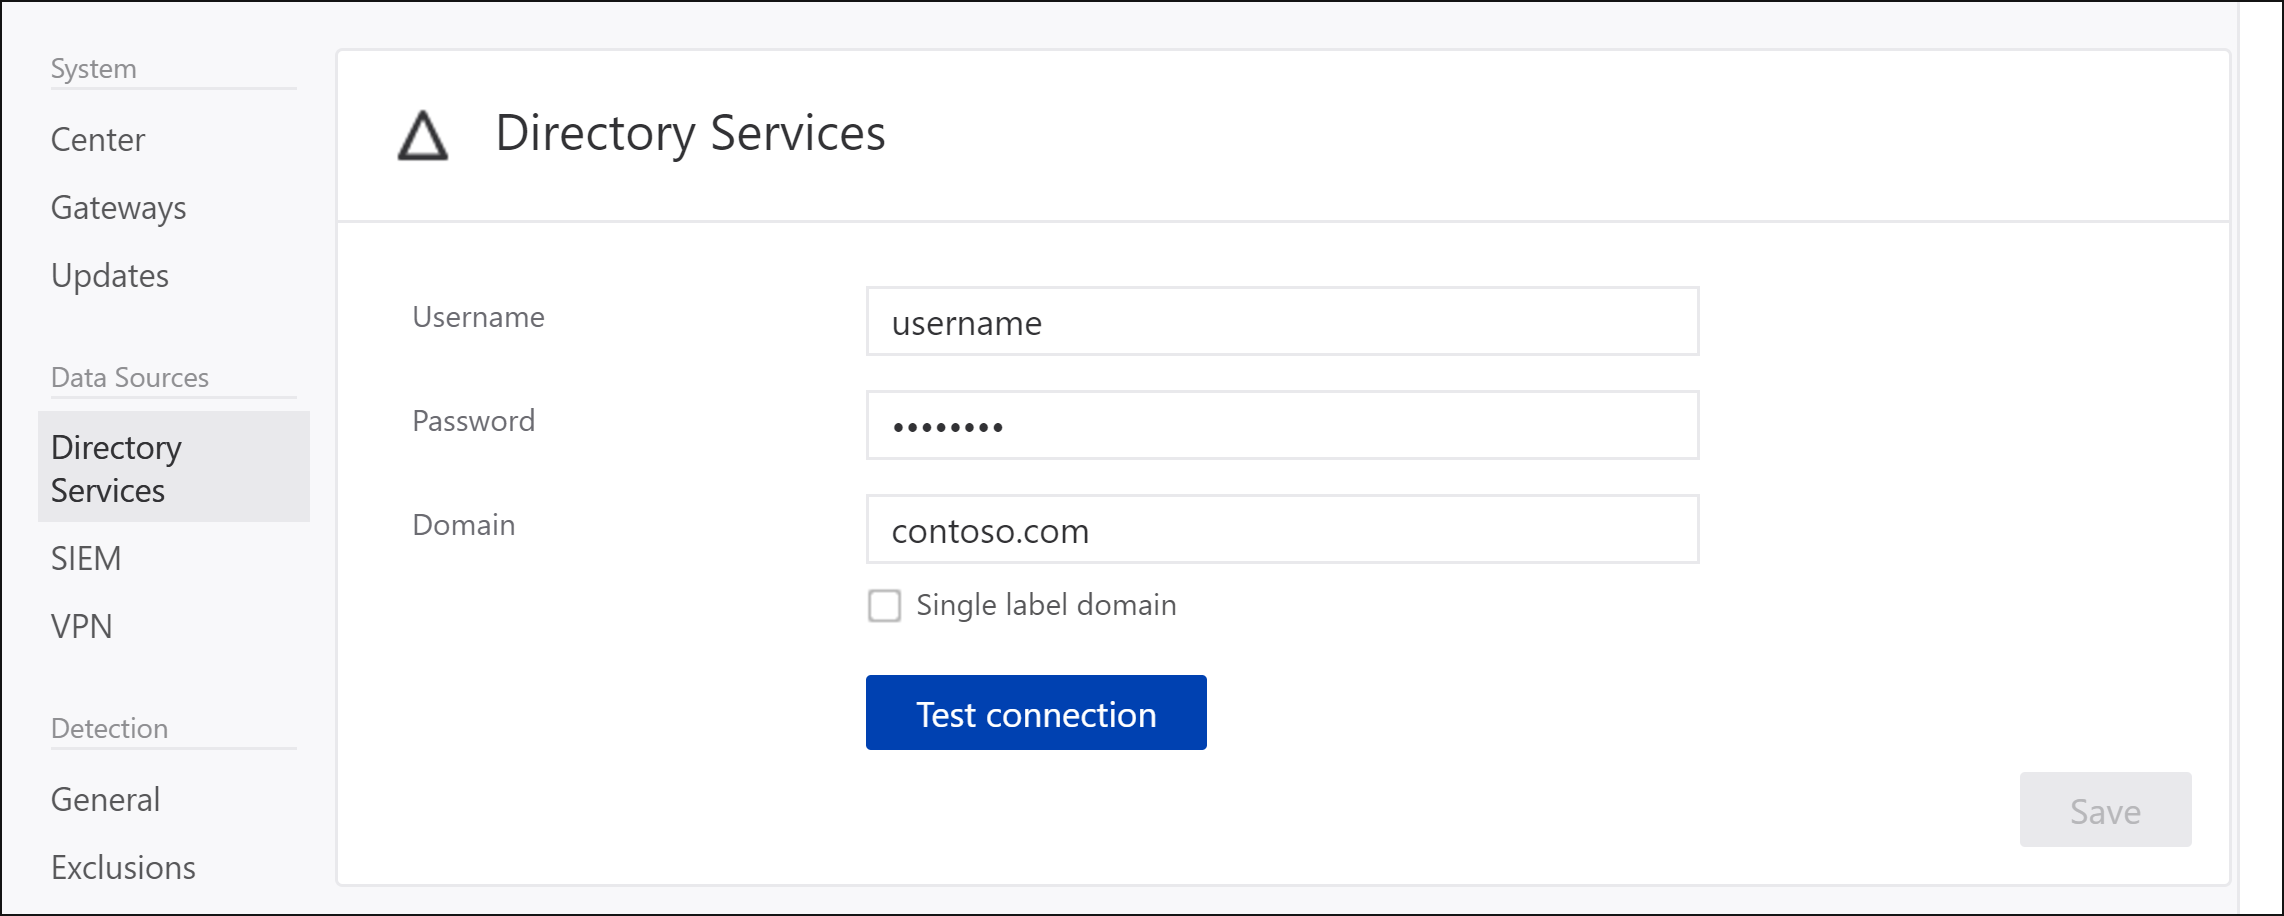 System
Center
Gateways
Updates
Data Sources
Directory
Services
SIEM
VPN
Detection
General
Exclusions
Directory Services
Username
username
Password
••••••••
Domain
contoso.com
Single label domain
Test connection
Save